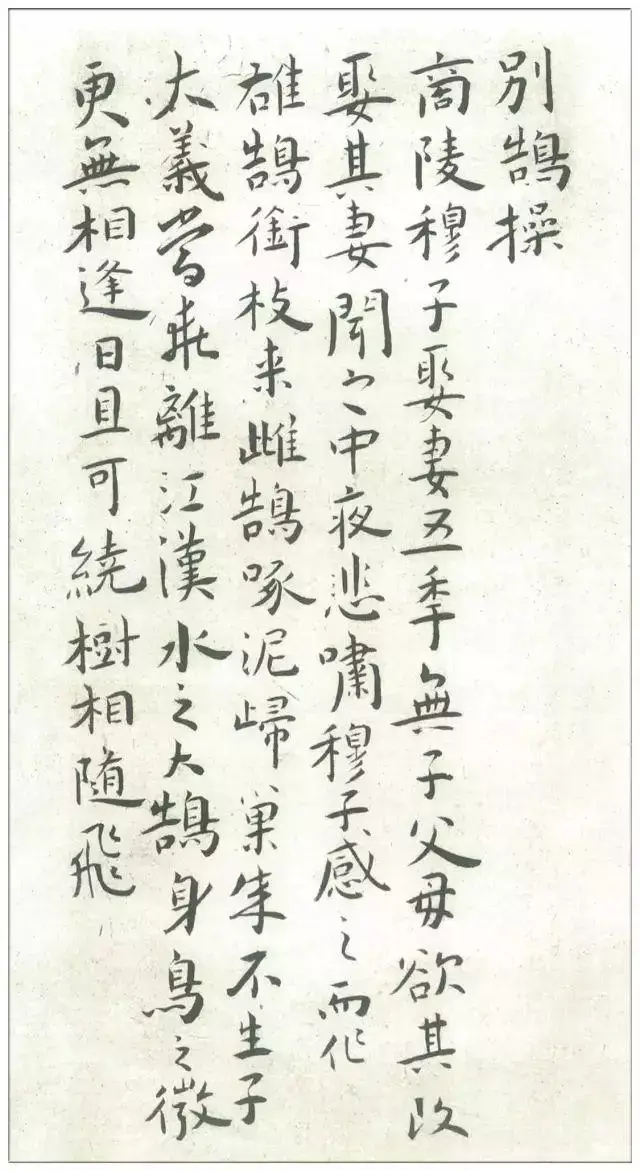 別鵠操
商陵穆子娶妻五年無子父母欲其改
娶其妻聞之中夜悲嘯穆子感之而作
雄鵠銜枝来雌鵠啄泥歸巢成不生子
大義當乖離江漢水之大鵠身鳥之微
更無相逢日且可繞樹相隨飛